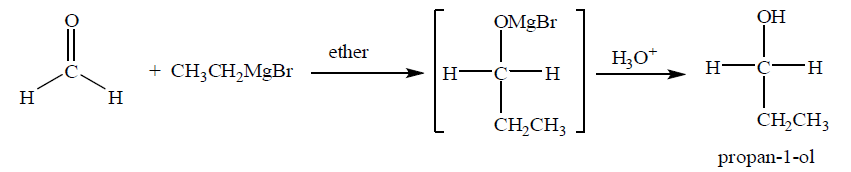 O
C
H
H
+ CH₃CH₂MgBr
ether
OMgBr
H C H
CH₂CH₃
H₃O⁺
OH
H C H
CH₂CH₃
propan-1-ol